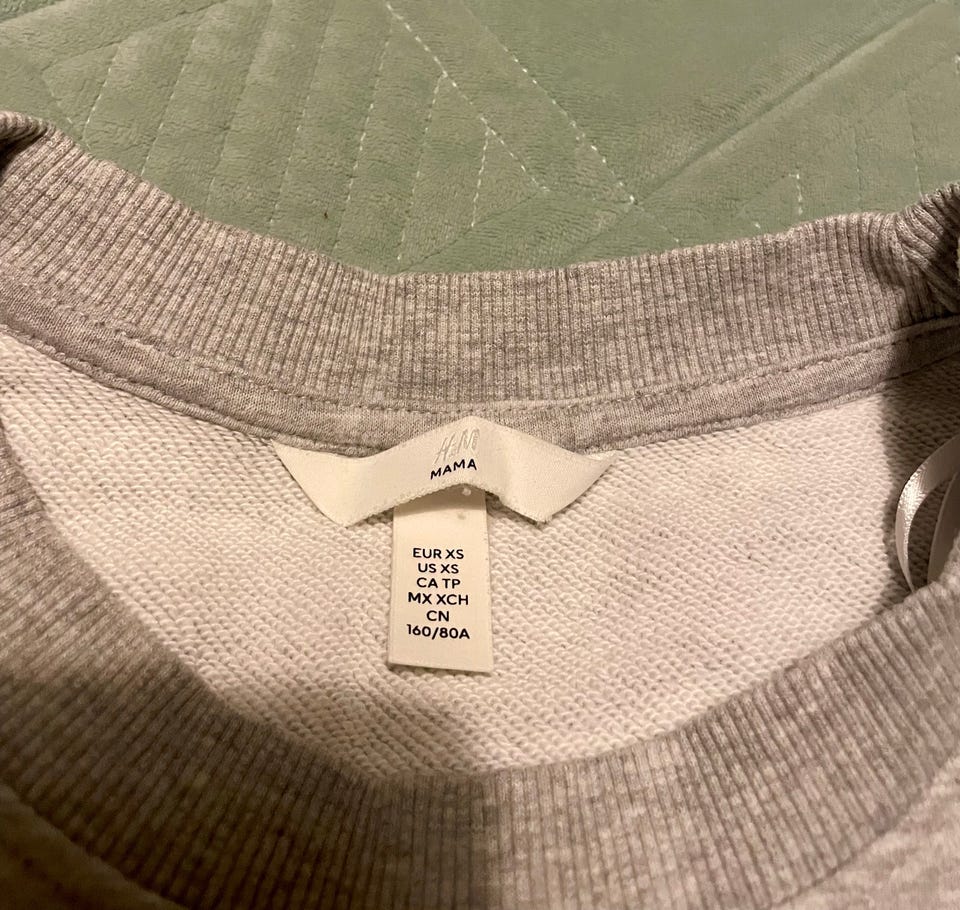 H&M
MAMA
EUR XS
US XS
CA TP
MX XCH
CN
160/80A